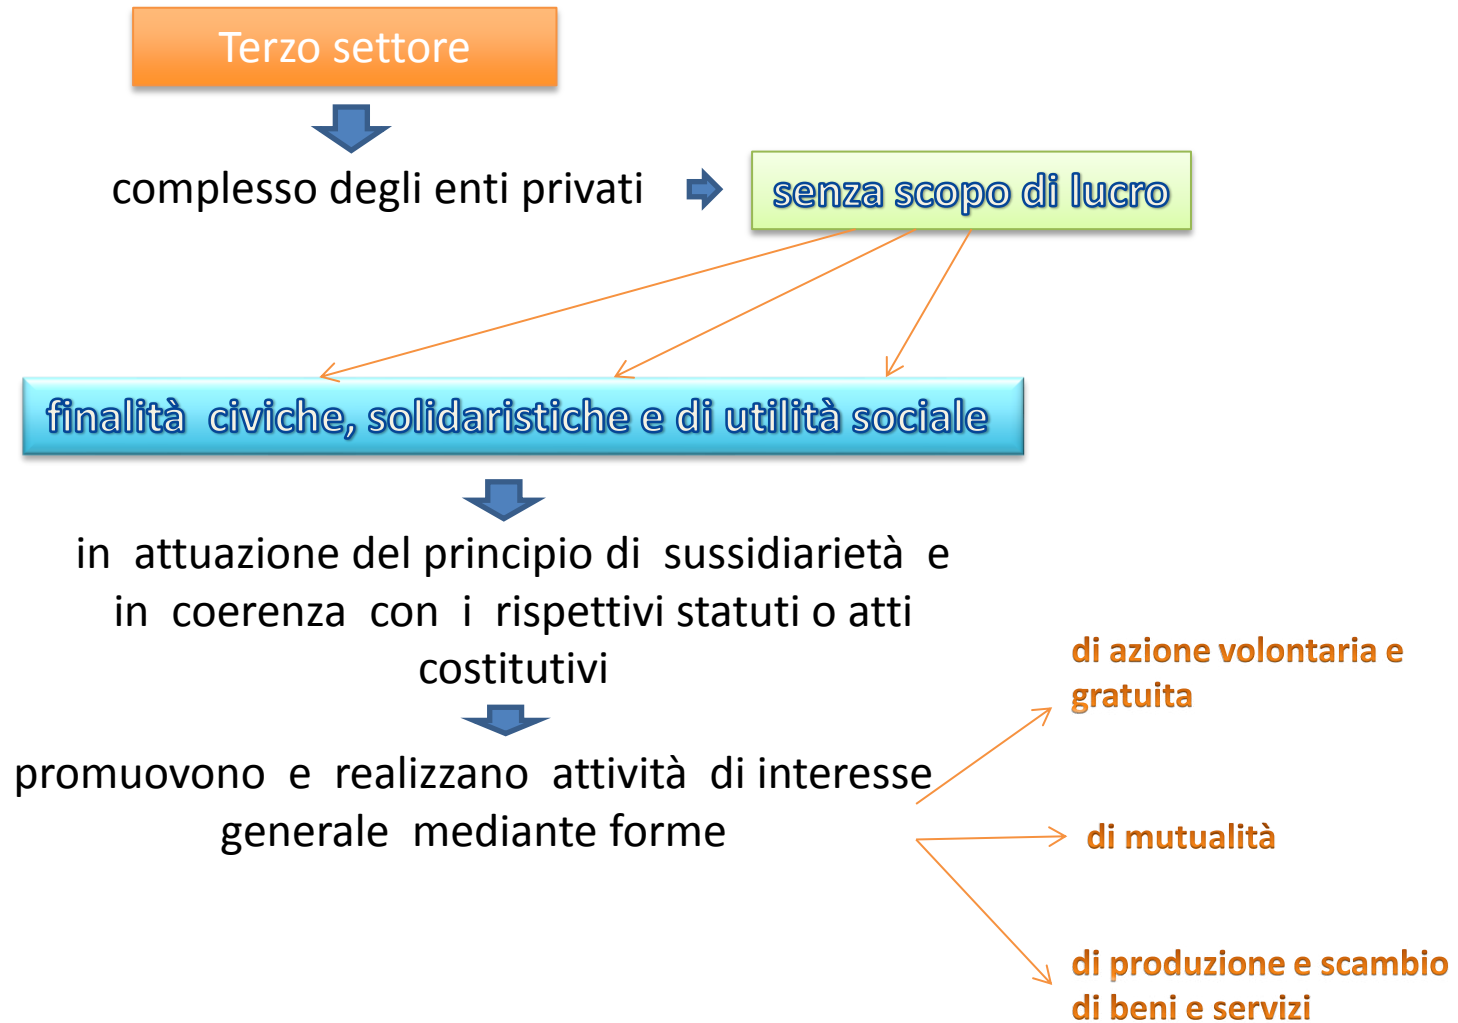 Terzo settore
complesso degli enti privati
senza scopo di lucro
finalità civiche, solidaristiche e di utilità sociale
in attuazione del principio di sussidiarietà e
in coerenza con i rispettivi statuti o atti
costitutivi
promuovono e realizzano attività di interesse
generale mediante forme
di azione volontaria e
gratuita
di mutualità
di produzione e scambio
di beni e servizi